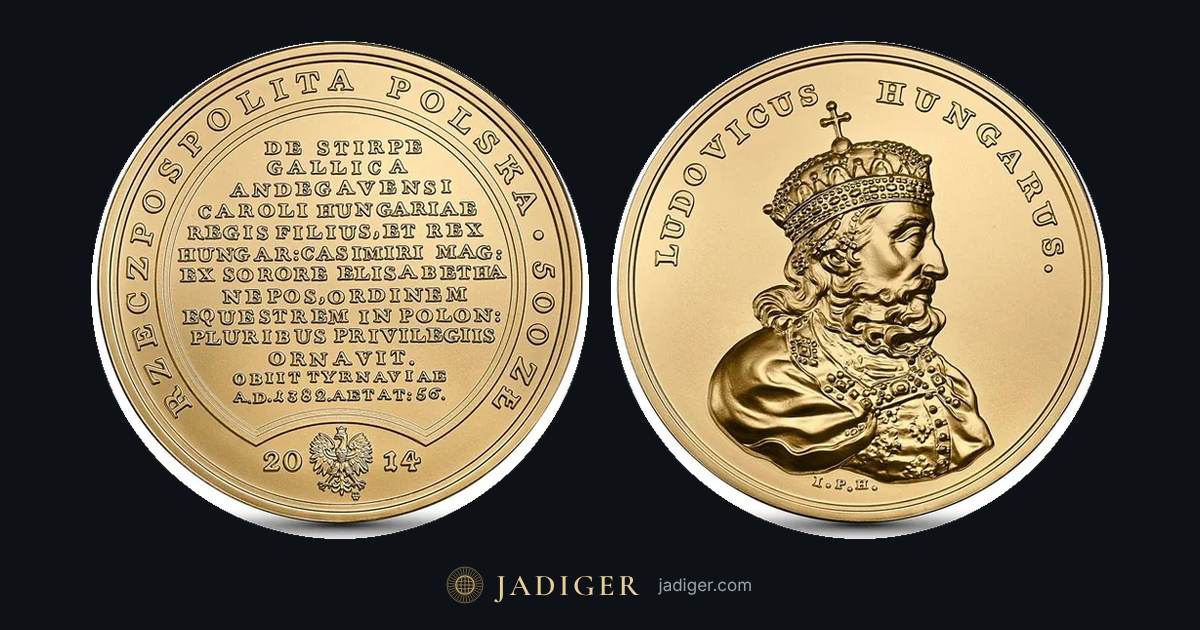 RZECZPOSPOLITA POLSKA • 500 ZŁ
DE STIRPE
GALLICA
ANDEGAVENSI
CAROLI HUNGARIAE
REGIS FILIUS, ET REX
HUNGAR: CASIMIRI MAG:
EX SORORE ELISABETHA
NEPOS, ORDINEM
EQUESTREM IN POLON:
PLURIBUS PRIVILEGIIS
ORNAVIT.
OBIIT TYRNAVIAE
A.D.1382.AETAT: 56.
20 14
LUDOVICUS HUNGARUS.
I.P.H.
JADIGER jadiger.com